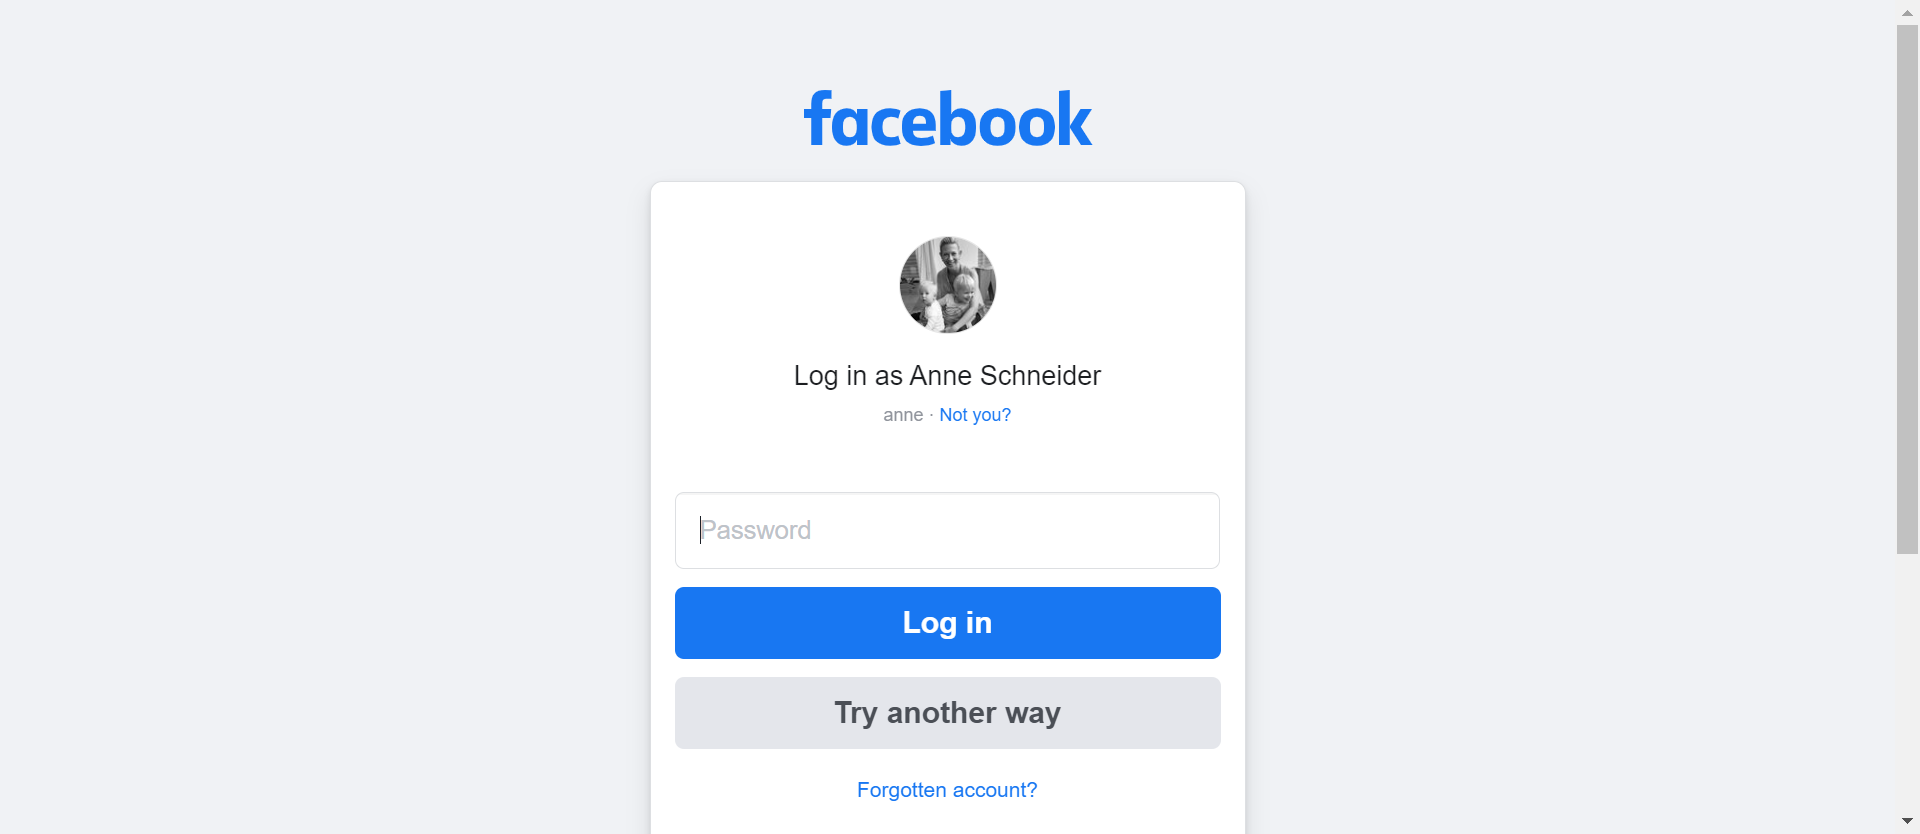 facebook
Log in as Anne Schneider
anne · Not you?
Password
Log in
Try another way
Forgotten account?